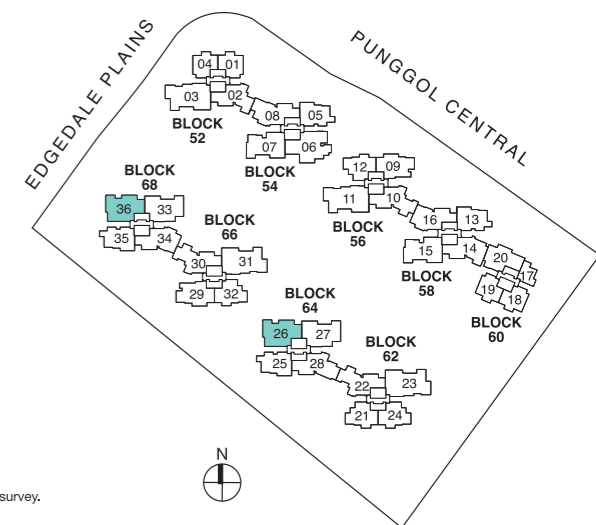 EDGEDALE PLAINS
PUNGGOL CENTRAL
04 01
03 02
BLOCK
52
08 05
07 06
BLOCK
54
12 09
11 10
BLOCK
56
16 13
15 14
BLOCK
58
20 17
19 18
BLOCK
60
BLOCK
68
36 33
35 34
BLOCK
66
30 31
29 32
BLOCK
64
26 27
25 28
BLOCK
62
22 23
21 24
N
survey.